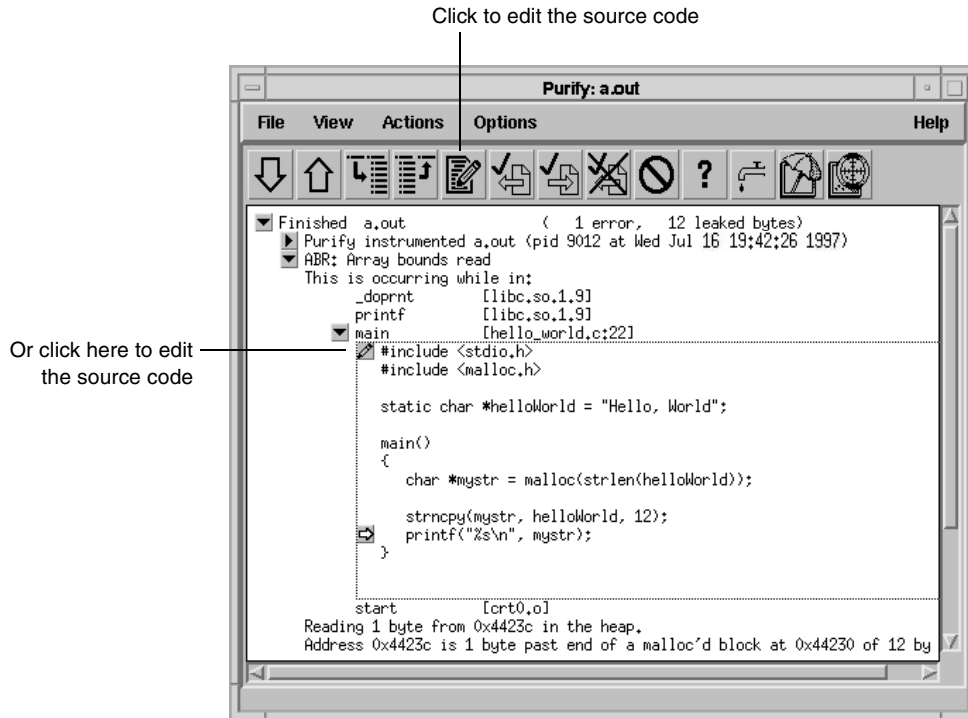 Click to edit the source code
Purify: a.out
File View Actions Options Help
?
Finished a.out ( 1 error, 12 leaked bytes)
Purify instrumented a.out (pid 9012 at Wed Jul 16 19:42:26 1997)
ABR: Array bounds read
This is occurring while in:
_doprnt [libc.so.1.9]
printf [libc.so.1.9]
main [hello_world.c:22]
Or click here to edit
the source code
#include <stdio.h>
#include <malloc.h>
static char *helloWorld = "Hello, World";
main()
{
char *mystr = malloc(strlen(helloWorld));
strncpy(mystr, helloWorld, 12);
printf("%s\n", mystr);
}
start [crt0.o]
Reading 1 byte from 0x4423c in the heap.
Address 0x4423c is 1 byte past end of a malloc'd block at 0x44230 of 12 by